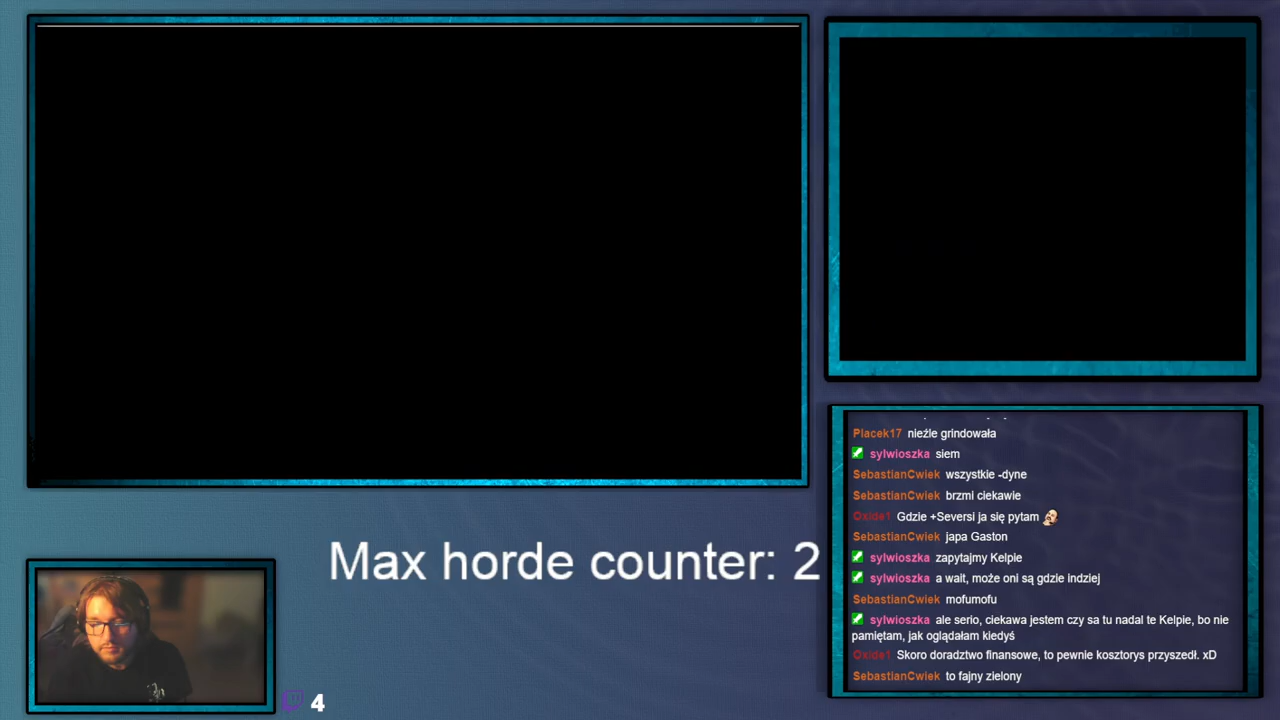 Placek17 nieźle grindowała
sylwioszka siem
SebastianCwiek wszystkie -dyne
SebastianCwiek brzmi ciekawie
Oxide1 Gdzie +Seversi ja się pytam
SebastianCwiek japa Gaston
sylwioszka zapytajmy Kelpie
sylwioszka a wait, może oni są gdzie indziej
SebastianCwiek mofumofu
sylwioszka ale serio, ciekawa jestem czy sa tu nadal te Kelpie, bo nie
pamiętam, jak oglądałam kiedyś
Oxide1 Skoro doradztwo finansowe, to pewnie kosztorys przyszedł. xD
SebastianCwiek to fajny zielony
Max horde counter: 2
4